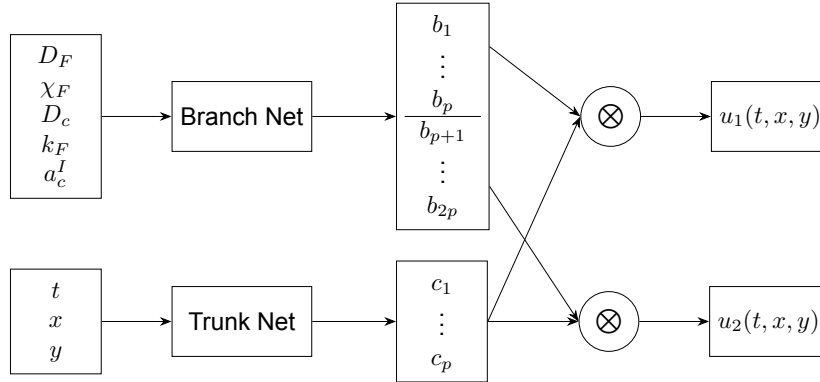 D_F
χ_F
D_c
k_F
a_c^I
Branch Net
b_1
⋮
b_p
b_{p+1}
⋮
b_{2p}
⊗
u_1(t, x, y)
t
x
y
Trunk Net
c_1
⋮
c_p
⊗
u_2(t, x, y)